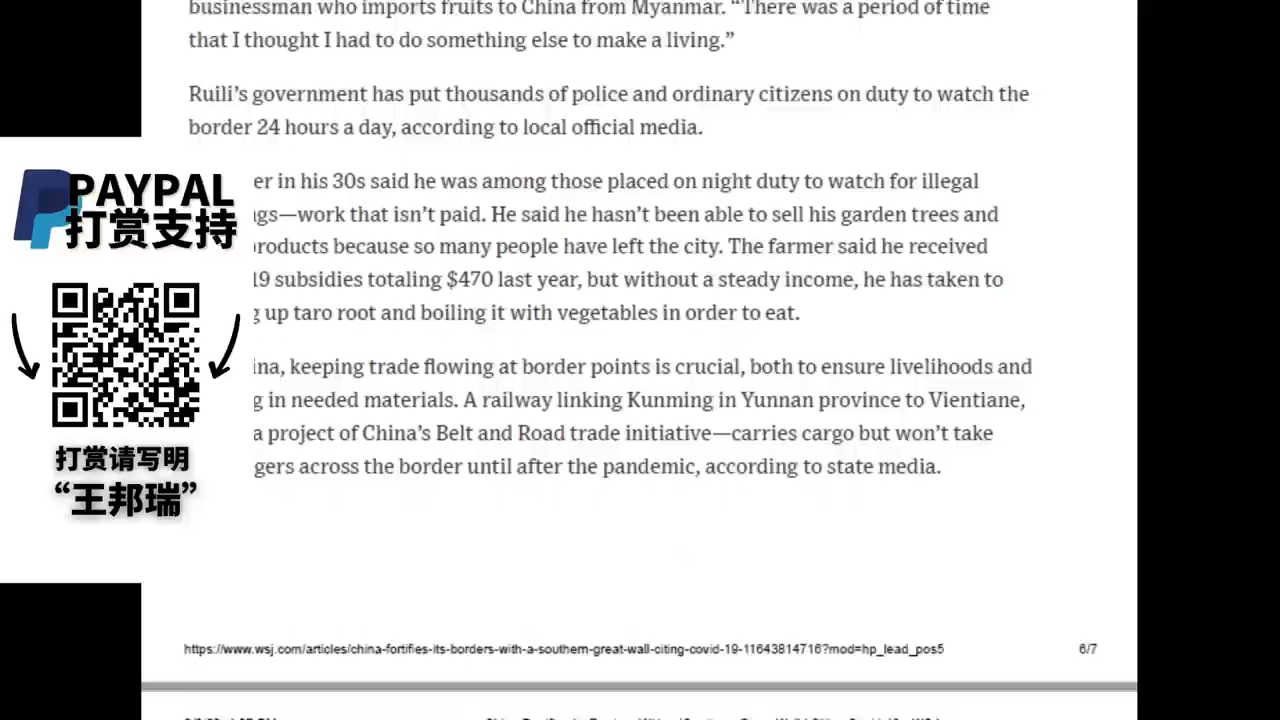 businessman who imports fruits to China from Myanmar. “There was a period of time
that I thought I had to do something else to make a living.”
Ruili’s government has put thousands of police and ordinary citizens on duty to watch the
border 24 hours a day, according to local official media.
er in his 30s said he was among those placed on night duty to watch for illegal
gs—work that isn’t paid. He said he hasn’t been able to sell his garden trees and
products because so many people have left the city. The farmer said he received
19 subsidies totaling $470 last year, but without a steady income, he has taken to
g up taro root and boiling it with vegetables in order to eat.
ina, keeping trade flowing at border points is crucial, both to ensure livelihoods and
g in needed materials. A railway linking Kunming in Yunnan province to Vientiane,
a project of China’s Belt and Road trade initiative—carries cargo but won’t take
gers across the border until after the pandemic, according to state media.
PAYPAL
打赏支持
打赏请写明
“王邦瑞”
https://www.wsj.com/articles/china-fortifies-its-borders-with-a-southern-great-wall-citing-covid-19-11643814716?mod=hp_lead_pos5 6/7